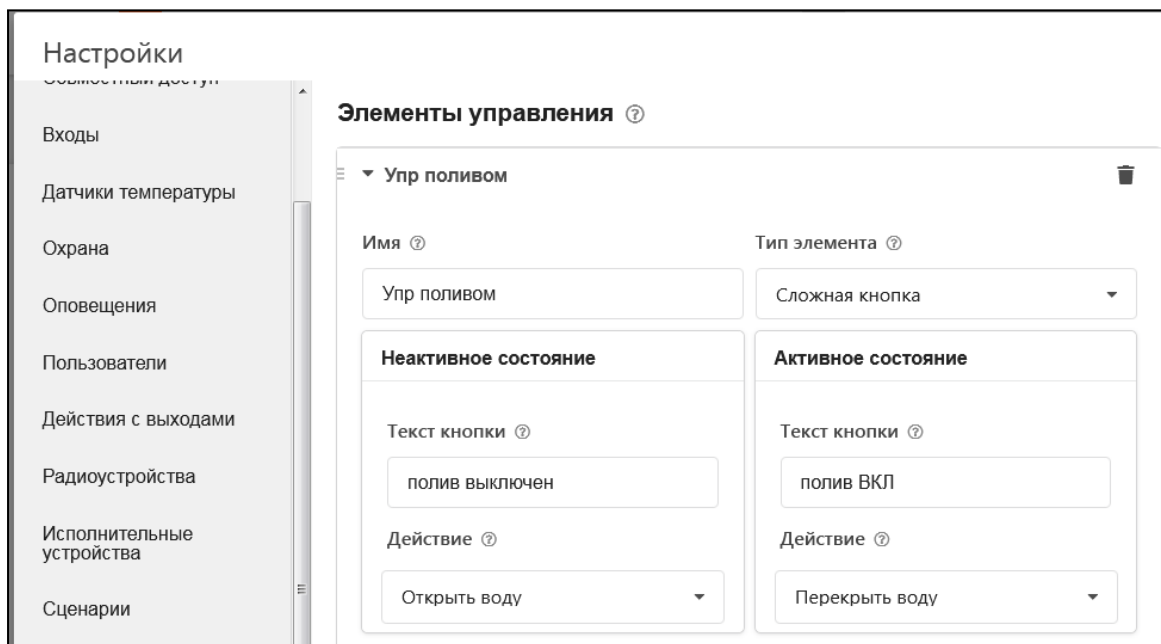 Настройки
Совместный доступ
Входы
Датчики температуры
Охрана
Оповещения
Пользователи
Действия с выходами
Радиоустройства
Исполнительные
устройства
Сценарии
Элементы управления
Упр поливом
Имя
Тип элемента
Упр поливом
Сложная кнопка
Неактивное состояние
Активное состояние
Текст кнопки
Текст кнопки
полив выключен
полив ВКЛ
Действие
Действие
Открыть воду
Перекрыть воду